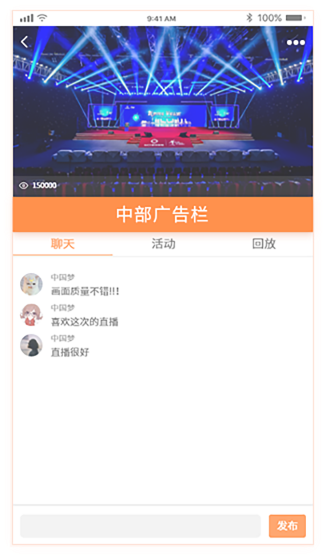 9:41 AM
100%
150000
中部广告栏
聊天
活动
回放
中国梦
画面质量不错!!!
中国梦
喜欢这次的直播
中国梦
直播很好
发布